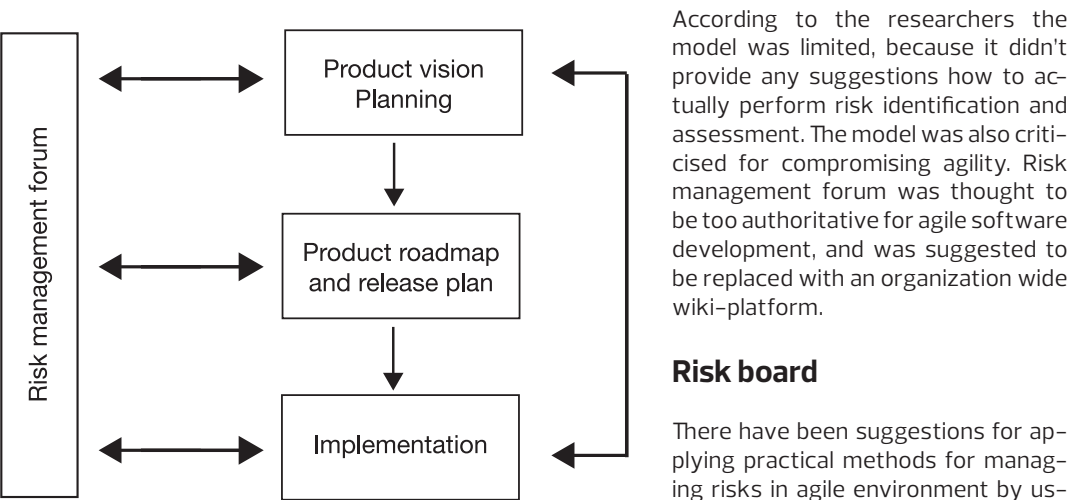 Risk management forum
Product vision
Planning
Product roadmap
and release plan
Implementation
According to the researchers the
model was limited, because it didn't
provide any suggestions how to ac-
tually perform risk identification and
assessment. The model was also criti-
cised for compromising agility. Risk
management forum was thought to
be too authoritative for agile software
development, and was suggested to
be replaced with an organization wide
wiki-platform.
Risk board
There have been suggestions for ap-
plying practical methods for manag-
ing risks in agile environment by us-